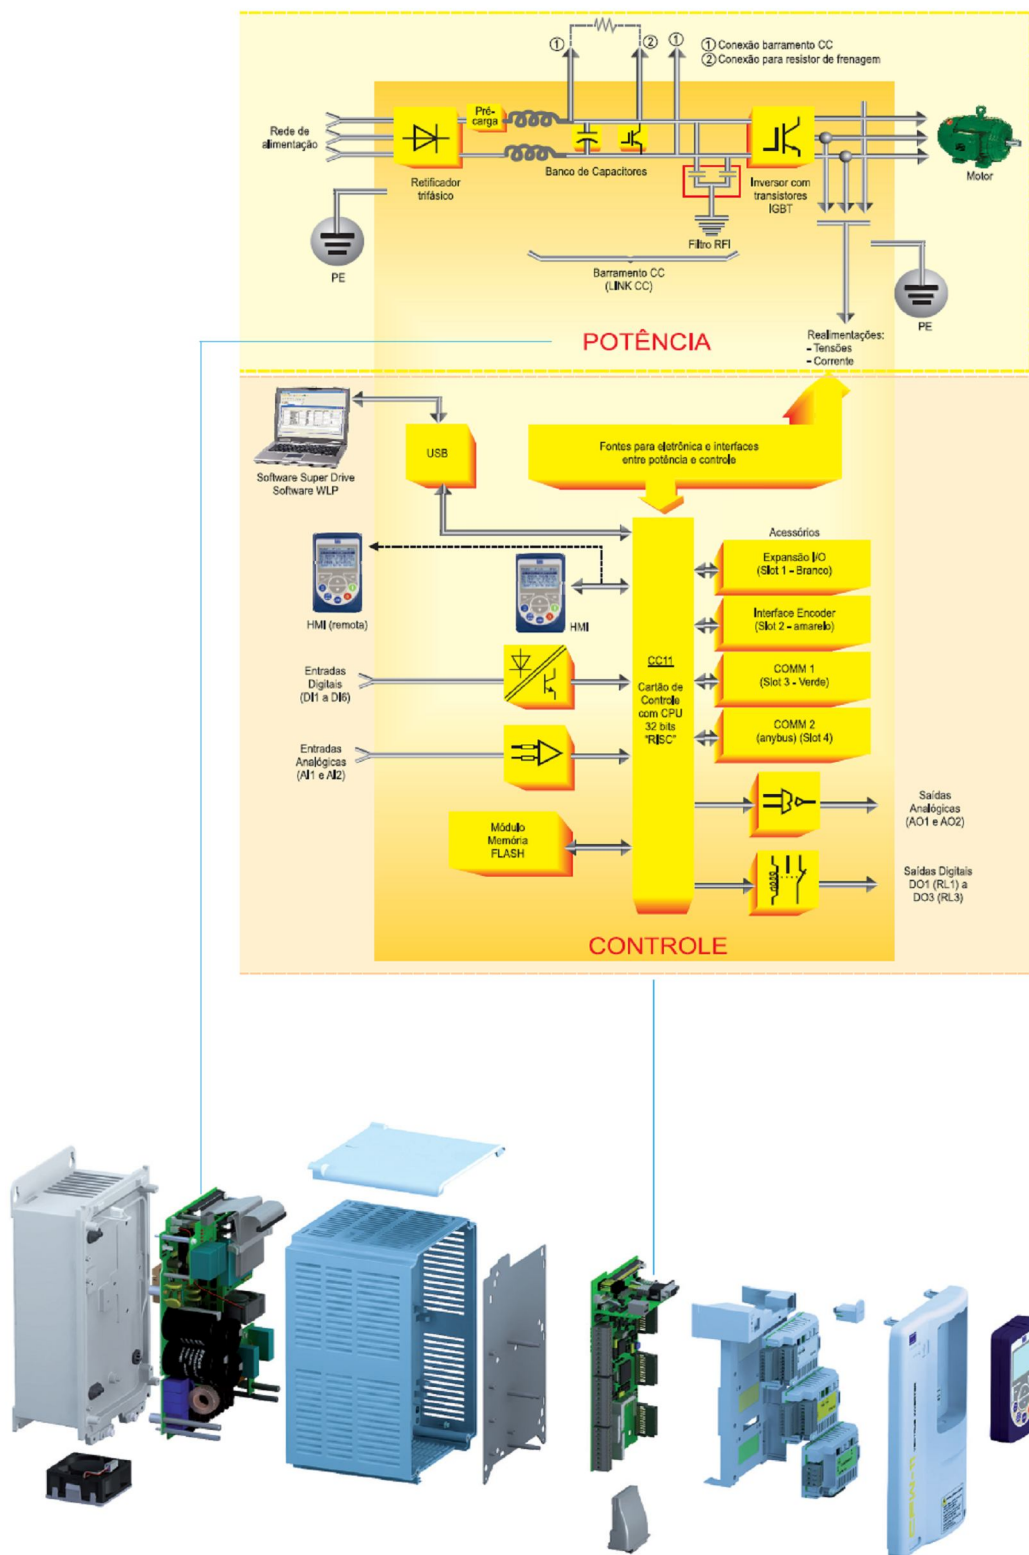 ① Conexão barramento CC
② Conexão para resistor de frenagem
①
②
①
Pré-
carga
Rede de
alimentação
Retificador
trifásico
Banco de Capacitores
Inversor com
transistores
IGBT
Motor
Filtro RFI
PE
Barramento CC
(LINK CC)
PE
POTÊNCIA
Realimentações:
- Tensões
- Corrente
USB
Fontes para eletrônica e interfaces
entre potência e controle
Software Super Drive
Software WLP
Acessórios
Expansão I/O
(Slot 1 - Branco)
HMI (remota)
HMI
Interface Encoder
(Slot 2 - amarelo)
CC11
Cartão de
Controle
com CPU
32 bits
"RISC"
Entradas
Digitais
(DI1 a DI6)
COMM 1
(Slot 3 - Verde)
COMM 2
(anybus) (Slot 4)
Entradas
Analógicas
(AI1 e AI2)
Saídas
Analógicas
(AO1 e AO2)
Módulo
Memória
FLASH
Saídas Digitais
DO1 (RL1) a
DO3 (RL3)
CONTROLE